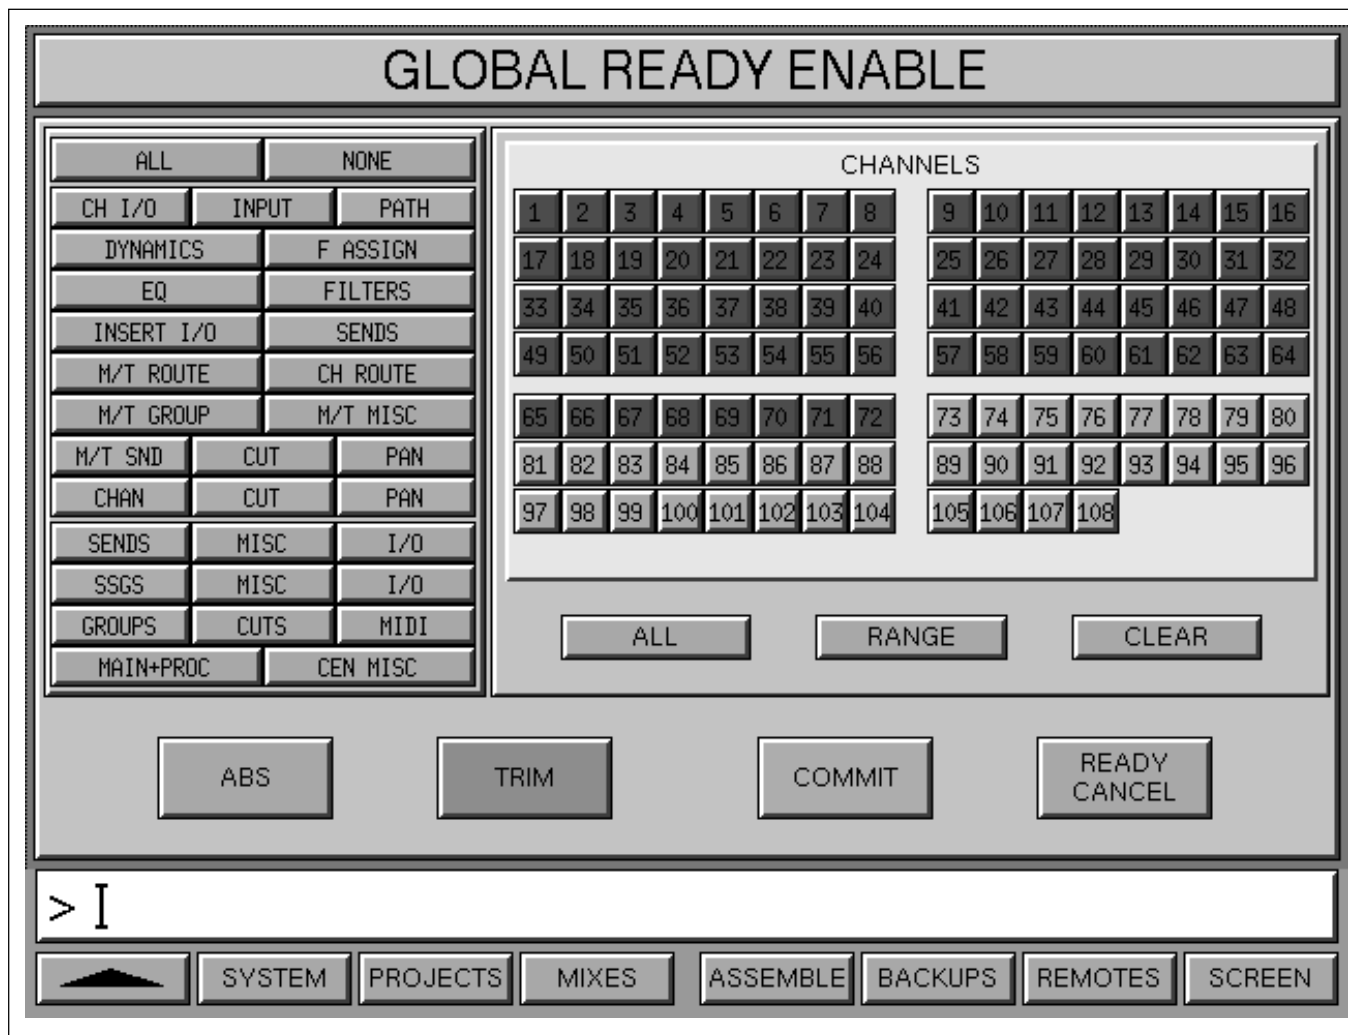 GLOBAL READY ENABLE
ALL NONE
CH I/O INPUT PATH
DYNAMICS F ASSIGN
EQ FILTERS
INSERT I/O SENDS
M/T ROUTE CH ROUTE
M/T GROUP M/T MISC
M/T SND CUT PAN
CHAN CUT PAN
SENDS MISC I/O
SSGS MISC I/O
GROUPS CUTS MIDI
MAIN+PROC CEN MISC
CHANNELS
1 2 3 4 5 6 7 8 9 10 11 12 13 14 15 16
17 18 19 20 21 22 23 24 25 26 27 28 29 30 31 32
33 34 35 36 37 38 39 40 41 42 43 44 45 46 47 48
49 50 51 52 53 54 55 56 57 58 59 60 61 62 63 64
65 66 67 68 69 70 71 72 73 74 75 76 77 78 79 80
81 82 83 84 85 86 87 88 89 90 91 92 93 94 95 96
97 98 99 100 101 102 103 104 105 106 107 108
ALL RANGE CLEAR
ABS TRIM COMMIT READY
CANCEL
>
SYSTEM PROJECTS MIXES ASSEMBLE BACKUPS REMOTES SCREEN